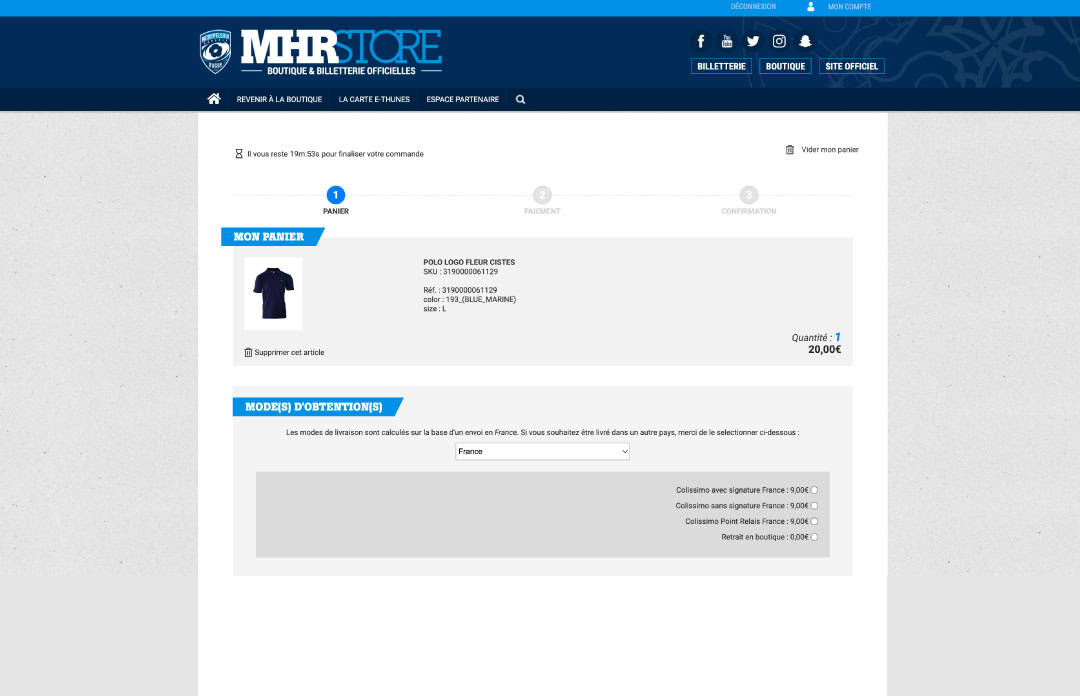 DÉCONNEXION
MON COMPTE
MONTPELLIER
RUGBY
MHRSTORE
BOUTIQUE & BILLETTERIE OFFICIELLES
You
Tube
BILLETTERIE
BOUTIQUE
SITE OFFICIEL
REVENIR À LA BOUTIQUE
LA CARTE E-THUNES
ESPACE PARTENAIRE
Il vous reste 19m:53s pour finaliser votre commande
Vider mon panier
1
2
3
PANIER
PAIEMENT
CONFIRMATION
MON PANIER
POLO LOGO FLEUR CISTES
SKU : 3190000061129
Réf. : 3190000061129
color : 193_(BLUE_MARINE)
size : L
Quantité : 1
20,00€
Supprimer cet article
MODE(S) D'OBTENTION(S)
Les modes de livraison sont calculés sur la base d'un envoi en France. Si vous souhaitez être livré dans un autre pays, merci de le selectionner ci-dessous :
France
Colissimo avec signature France : 9,00€
Colissimo sans signature France : 9,00€
Colissimo Point Relais France : 9,00€
Retrait en boutique : 0,00€